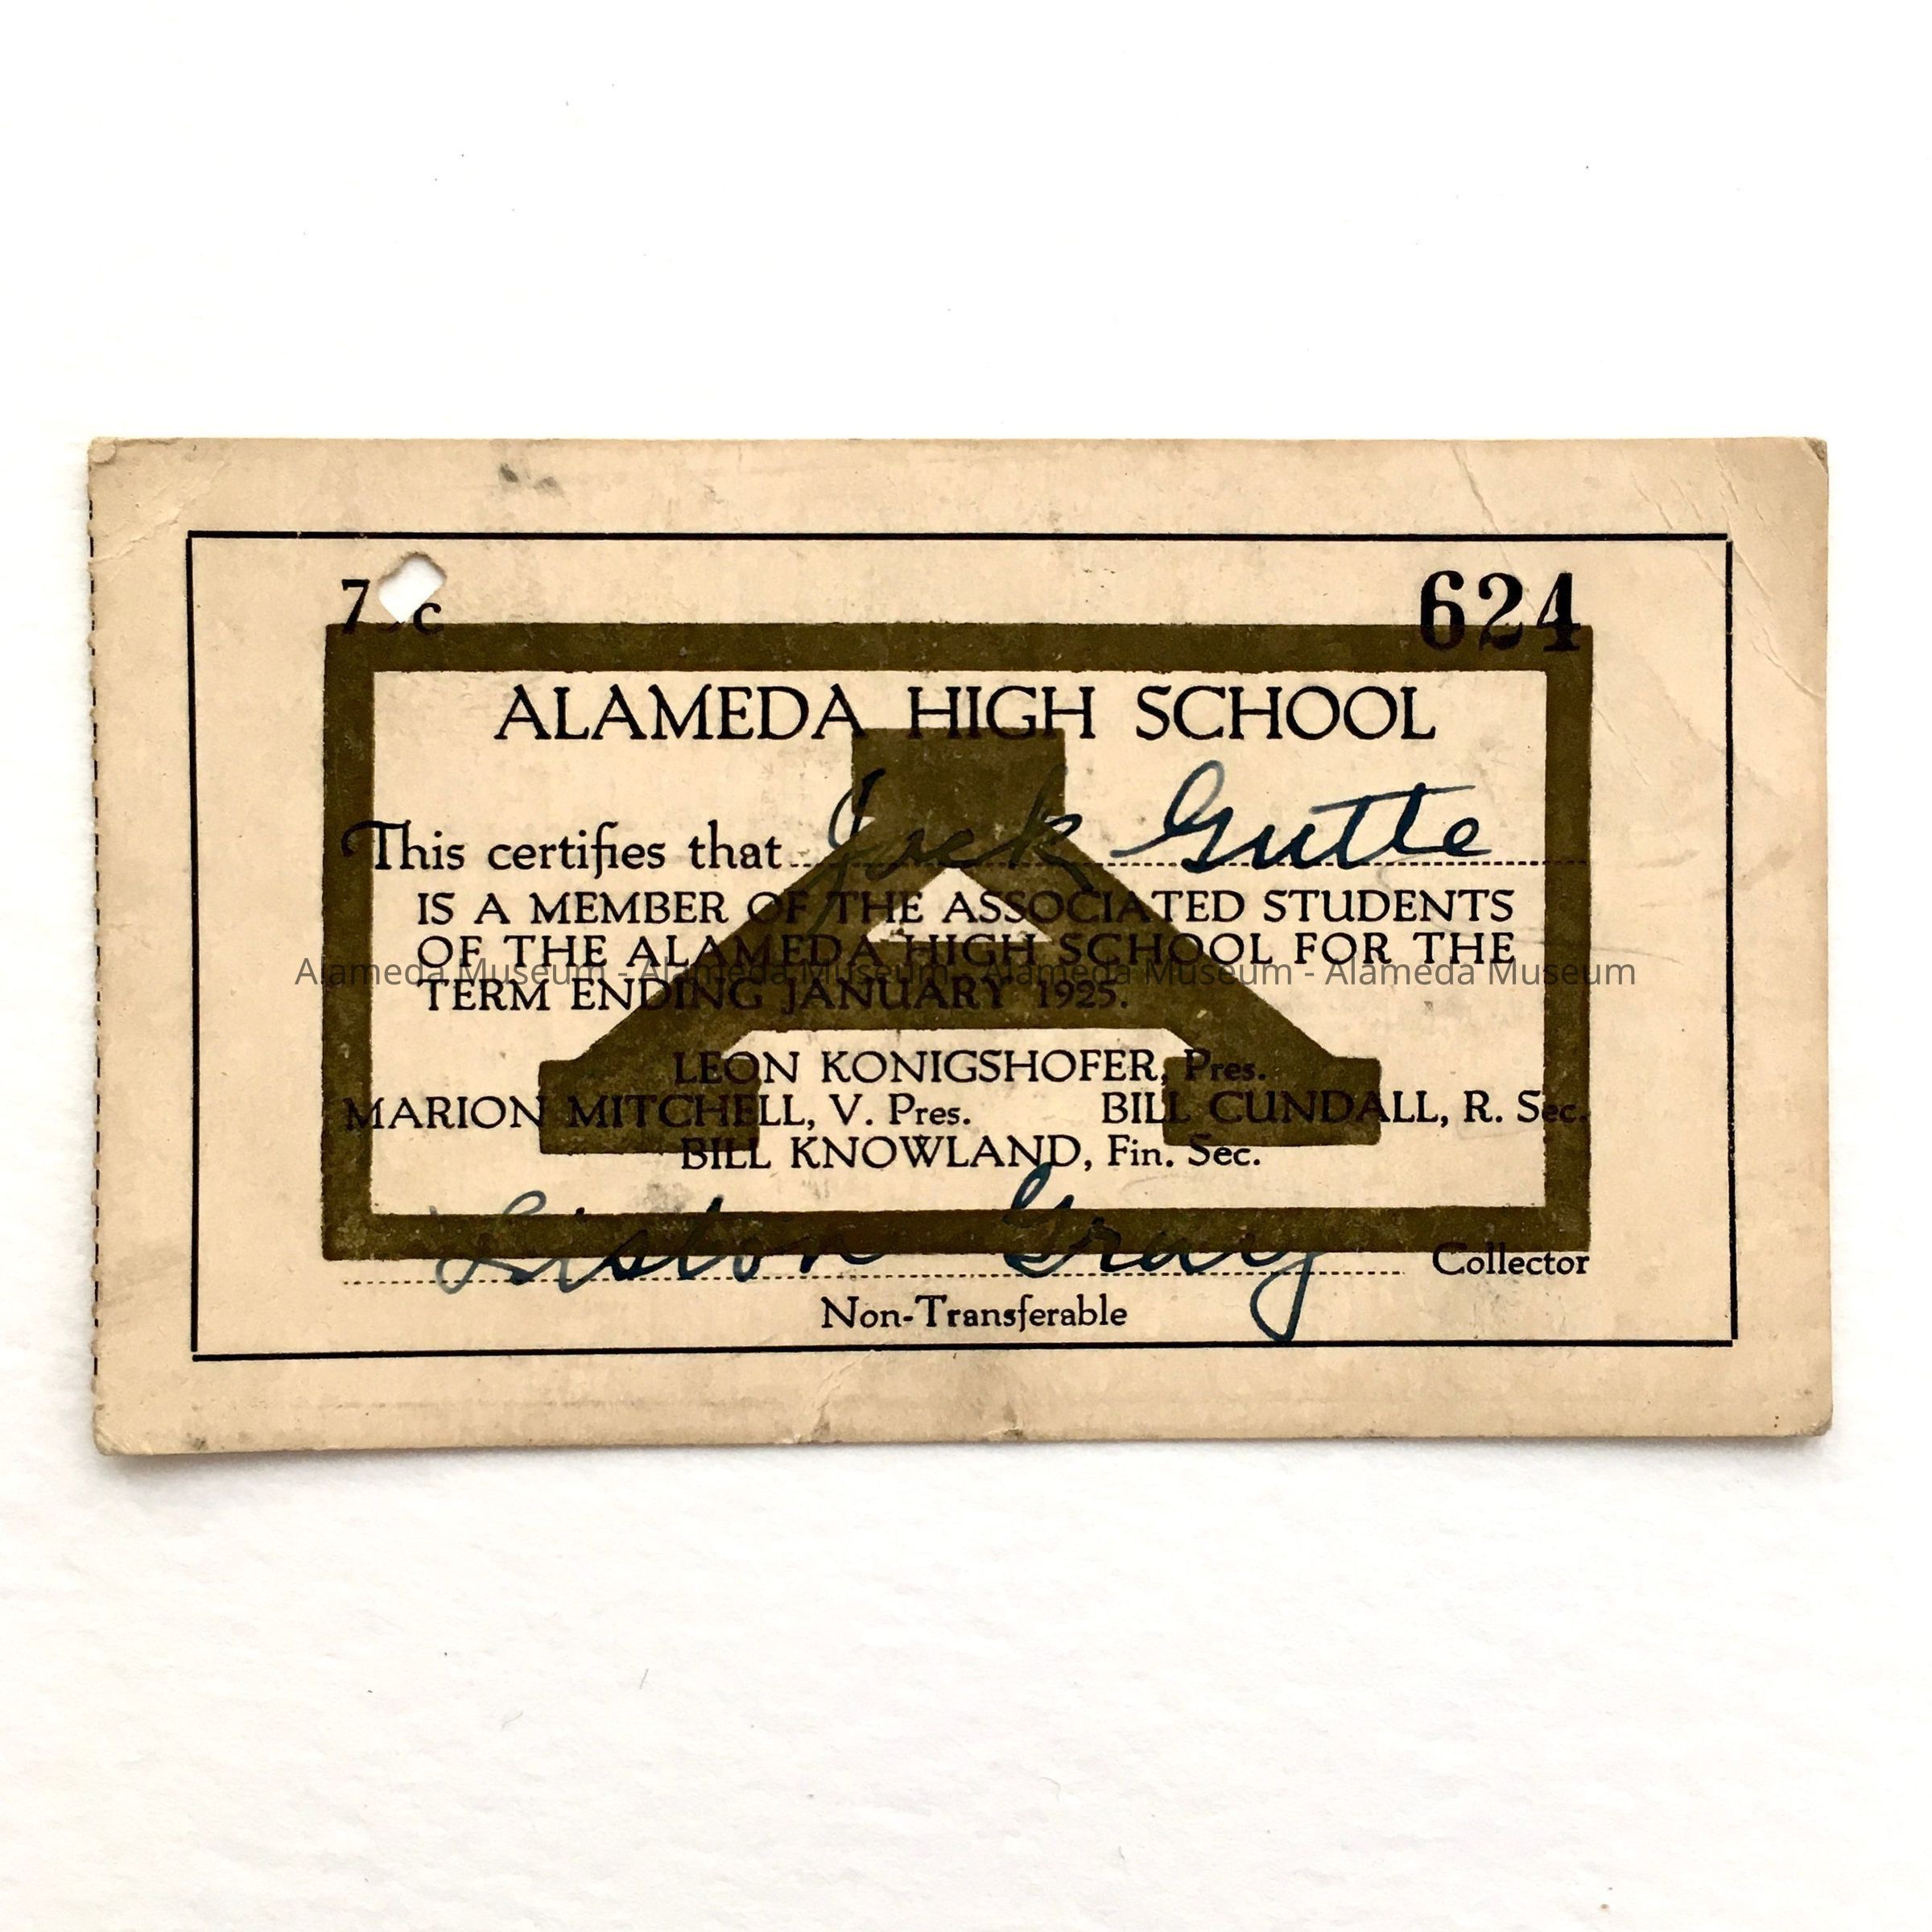 7 c 624
ALAMEDA HIGH SCHOOL
This certifies that Jack Gutte
IS A MEMBER OF THE ASSOCIATED STUDENTS
OF THE ALAMEDA HIGH SCHOOL FOR THE
Alameda Museum - Alameda Museum - Alameda Museum - Alameda Museum
TERM ENDING JANUARY 1925.
LEON KONIGSHOFER, Pres.
MARION MITCHELL, V. Pres. BILL CUNDALL, R. Sec.
BILL KNOWLAND, Fin. Sec.
Liston Gray Collector
Non-Transferable